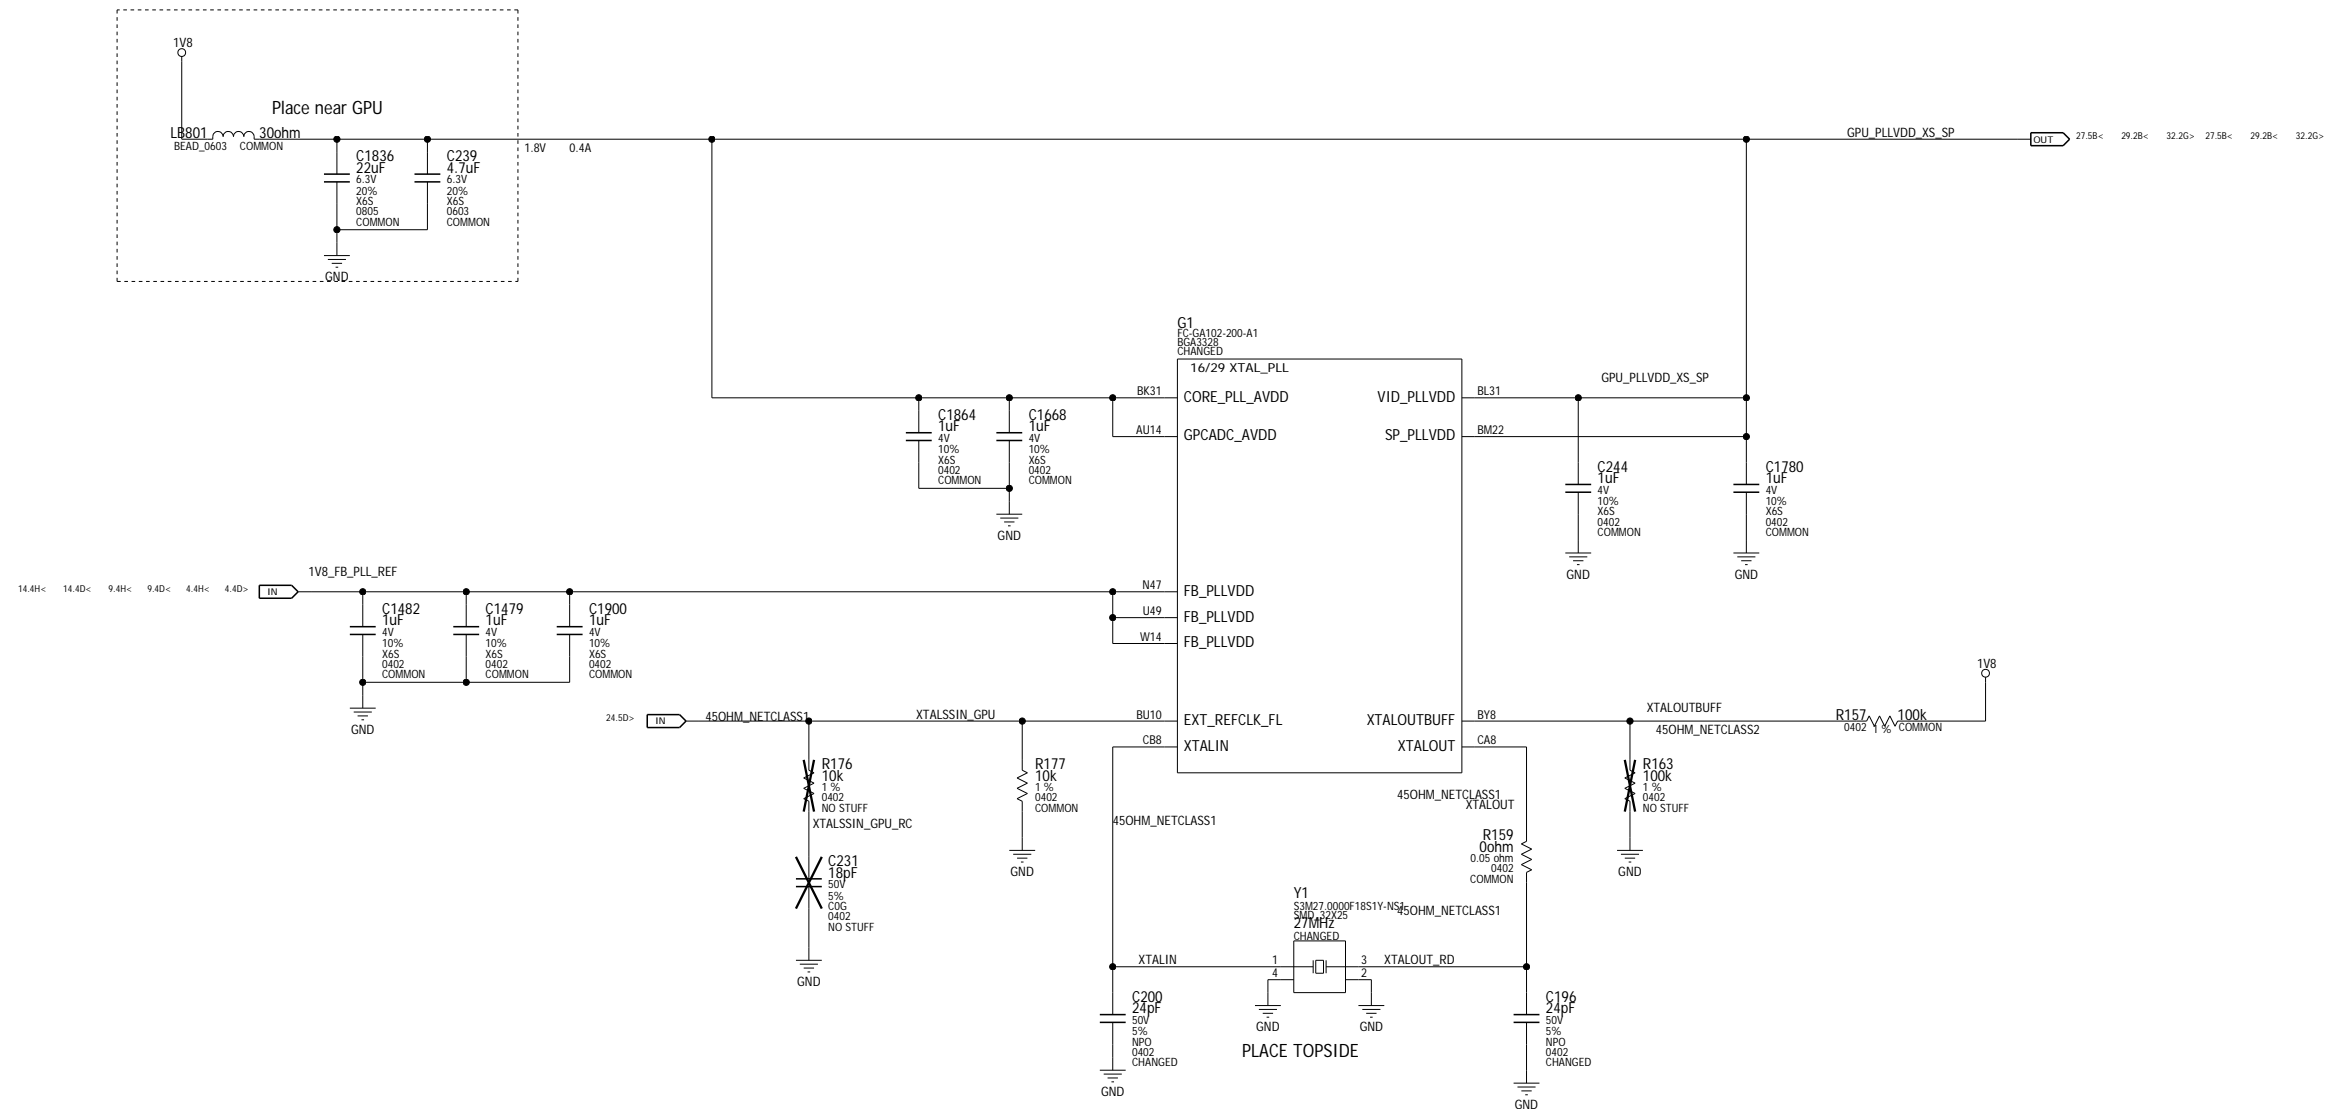 1V8
Place near GPU
LB801 30ohm
BEAD_0603 COMMON
C1836
22uF
6.3V
20%
X6S
0805
COMMON
C239
4.7uF
6.3V
20%
X6S
0603
COMMON
GND
1.8V 0.4A
GPU_PLLVDD_XS_SP
OUT
27.5B< 29.2B< 32.2G> 27.5B< 29.2B< 32.2G>
G1
FC-GA102-200-A1
BGA3328
CHANGED
16/29 XTAL_PLL
BK31 CORE_PLL_AVDD
AU14 GPCADC_AVDD
VID_PLLVDD BL31
SP_PLLVDD BM22
GPU_PLLVDD_XS_SP
C1864
1uF
4V
10%
X6S
0402
COMMON
C1668
1uF
4V
10%
X6S
0402
COMMON
GND
C244
1uF
4V
10%
X6S
0402
COMMON
GND
C1780
1uF
4V
10%
X6S
0402
COMMON
GND
14.4H< 14.4D< 9.4H< 9.4D< 4.4H< 4.4D>
IN
1V8_FB_PLL_REF
N47 FB_PLLVDD
U49 FB_PLLVDD
W14 FB_PLLVDD
C1482
1uF
4V
10%
X6S
0402
COMMON
C1479
1uF
4V
10%
X6S
0402
COMMON
C1900
1uF
4V
10%
X6S
0402
COMMON
GND
24.5D>
IN
45OHM_NETCLASS1
XTALSSIN_GPU
BU10 EXT_REFCLK_FL
CB8 XTALIN
XTALOUTBUFF BY8
XTALOUT CA8
XTALOUTBUFF
45OHM_NETCLASS2
R157 100k
0402 1 % COMMON
1V8
R176
10k
1 %
0402
NO STUFF
XTALSSIN_GPU_RC
C231
18pF
50V
5%
C0G
0402
NO STUFF
GND
R177
10k
1 %
0402
COMMON
GND
45OHM_NETCLASS1
45OHM_NETCLASS1
XTALOUT
R163
100k
1 %
0402
NO STUFF
GND
R159
0ohm
0.05 ohm
0402
COMMON
Y1
S3M27.0000F18S1Y-NS1
SMD_32X25
27MHz
CHANGED
45OHM_NETCLASS1
XTALIN
1
4
3
2
XTALOUT_RD
GND
GND
C200
24pF
50V
5%
NPO
0402
CHANGED
GND
PLACE TOPSIDE
C196
24pF
50V
5%
NPO
0402
CHANGED
GND